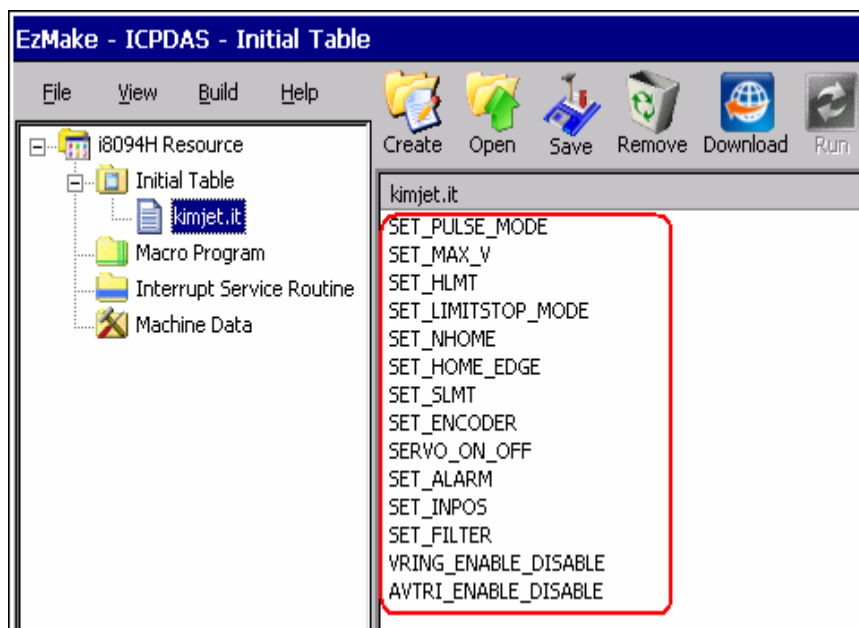 EzMake - ICPDAS - Initial Table
File View Build Help
Create Open Save Remove Download Run
i8094H Resource
Initial Table
kimjet.it
Macro Program
Interrupt Service Routine
Machine Data
kimjet.it
SET_PULSE_MODE
SET_MAX_V
SET_HLMT
SET_LIMITSTOP_MODE
SET_NHOME
SET_HOME_EDGE
SET_SLMT
SET_ENCODER
SERVO_ON_OFF
SET_ALARM
SET_INPOS
SET_FILTER
VRING_ENABLE_DISABLE
AVTRI_ENABLE_DISABLE